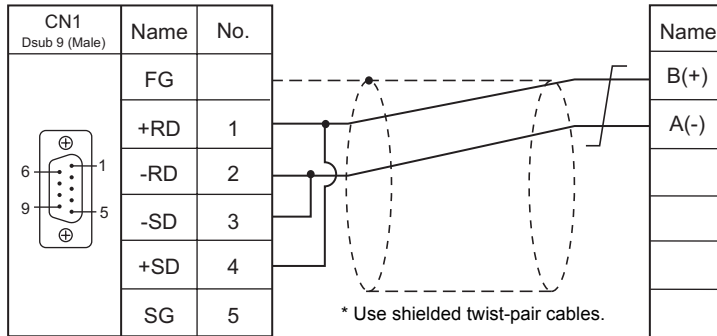 CN1
Dsub 9 (Male)
Name
No.
Name
FG
B(+)
+RD
1
A(-)
-RD
2
-SD
3
+SD
4
SG
5
6
1
9
5
* Use shielded twist-pair cables.